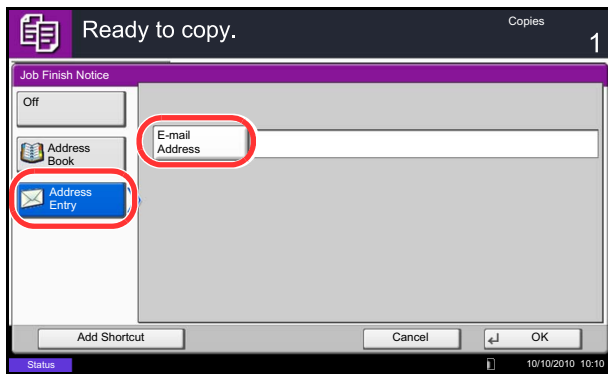 Ready to copy.
Copies
1
Job Finish Notice
Off
Address
Book
Address
Entry
E-mail
Address
Add Shortcut
Cancel
OK
Status
10/10/2010 10:10